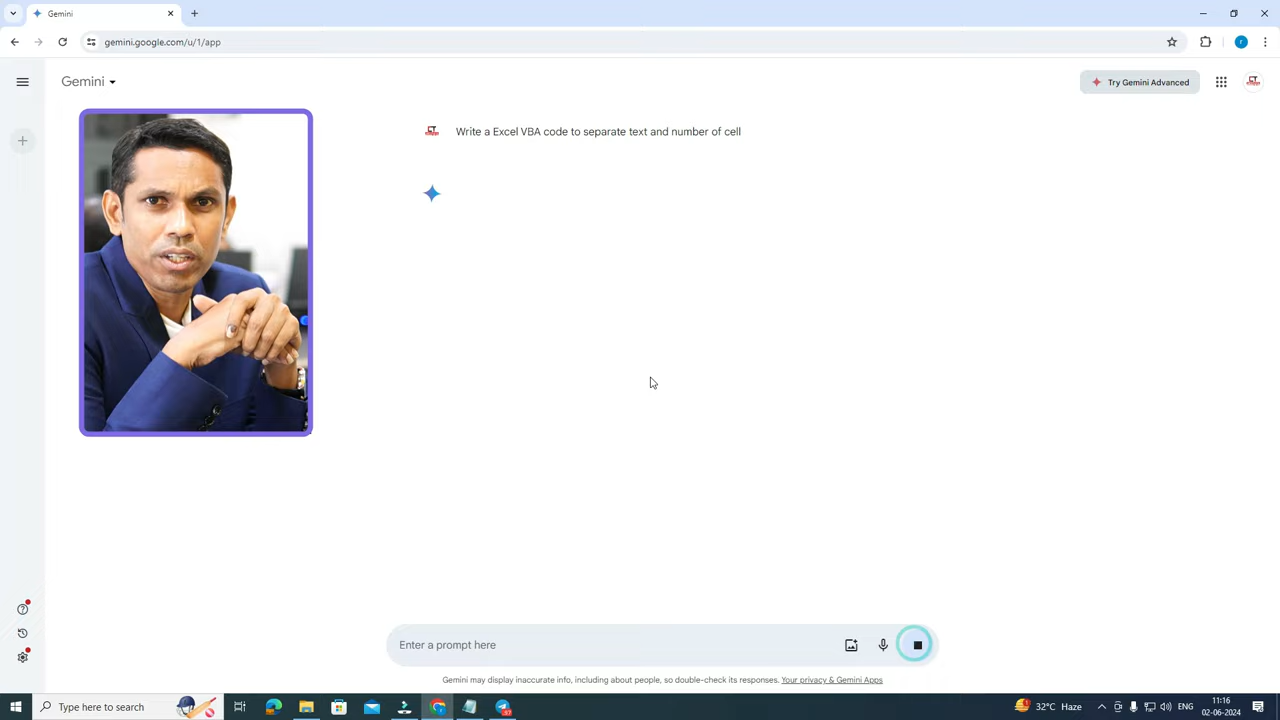 Gemini
gemini.google.com/u/1/app
r
Gemini
Try Gemini Advanced
CT
CT
Write a Excel VBA code to separate text and number of cell
Enter a prompt here
Gemini may display inaccurate info, including about people, so double-check its responses. Your privacy & Gemini Apps
Type here to search
32°C Haze
11:16
02-06-2024